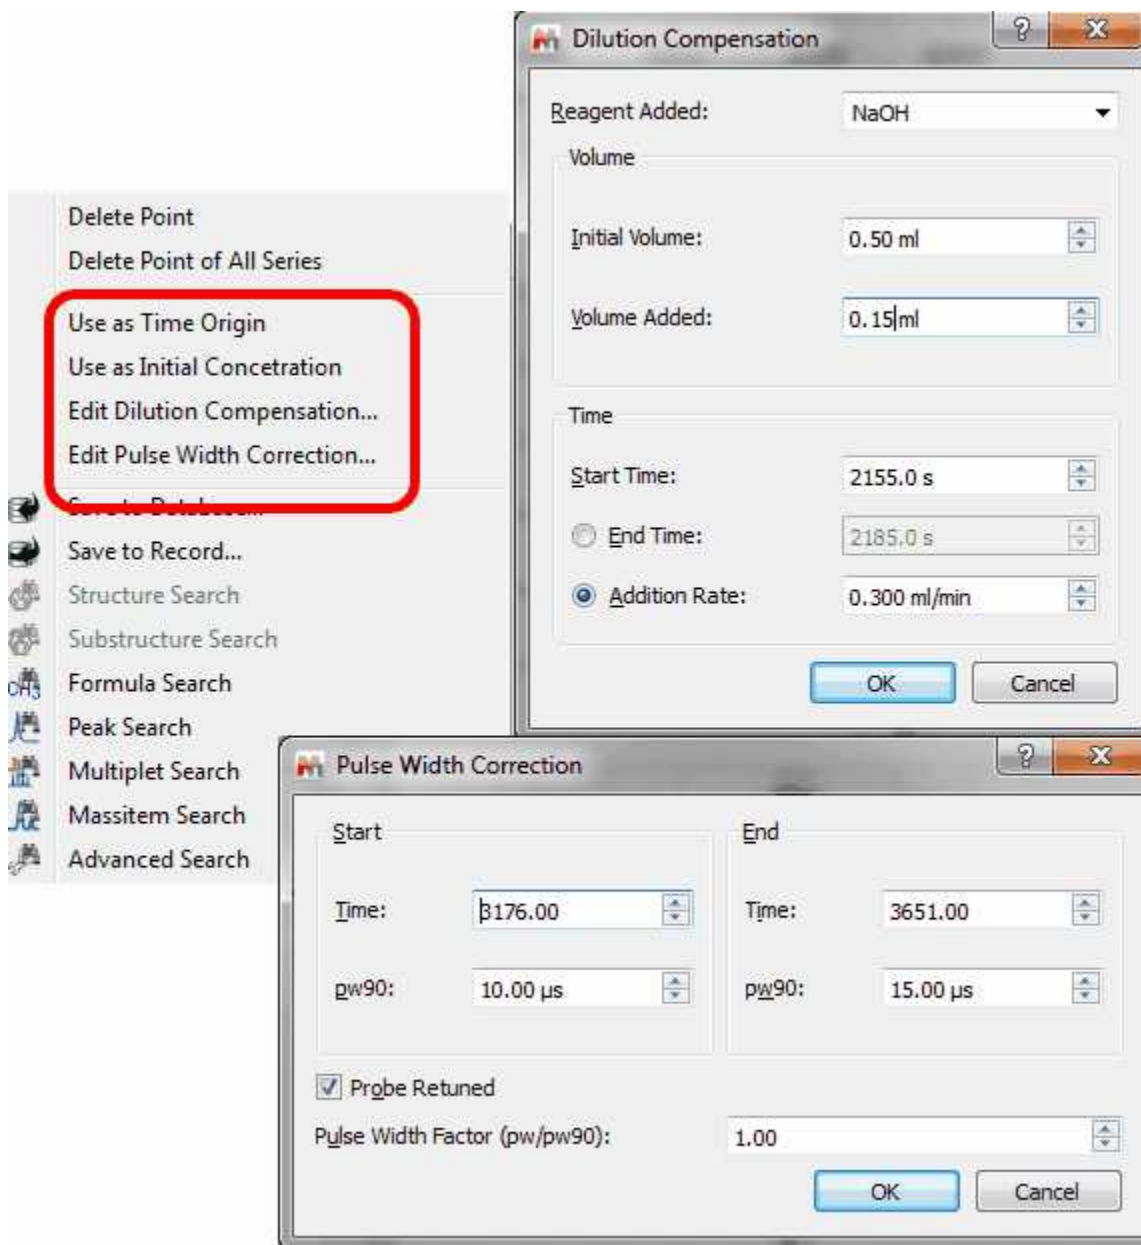 Dilution Compensation
Reagent Added: NaOH
Volume
Initial Volume: 0.50 ml
Volume Added: 0.15 ml
Time
Start Time: 2155.0 s
End Time: 2185.0 s
Addition Rate: 0.300 ml/min
OK Cancel
Delete Point
Delete Point of All Series
Use as Time Origin
Use as Initial Concetration
Edit Dilution Compensation...
Edit Pulse Width Correction...
Save to Database...
Save to Record...
Structure Search
Substructure Search
Formula Search
Peak Search
Multiplet Search
Massitem Search
Advanced Search
Pulse Width Correction
Start End
Time: 3176.00 Time: 3651.00
pw90: 10.00 µs pw90: 15.00 µs
Probe Retuned
Pulse Width Factor (pw/pw90): 1.00
OK Cancel